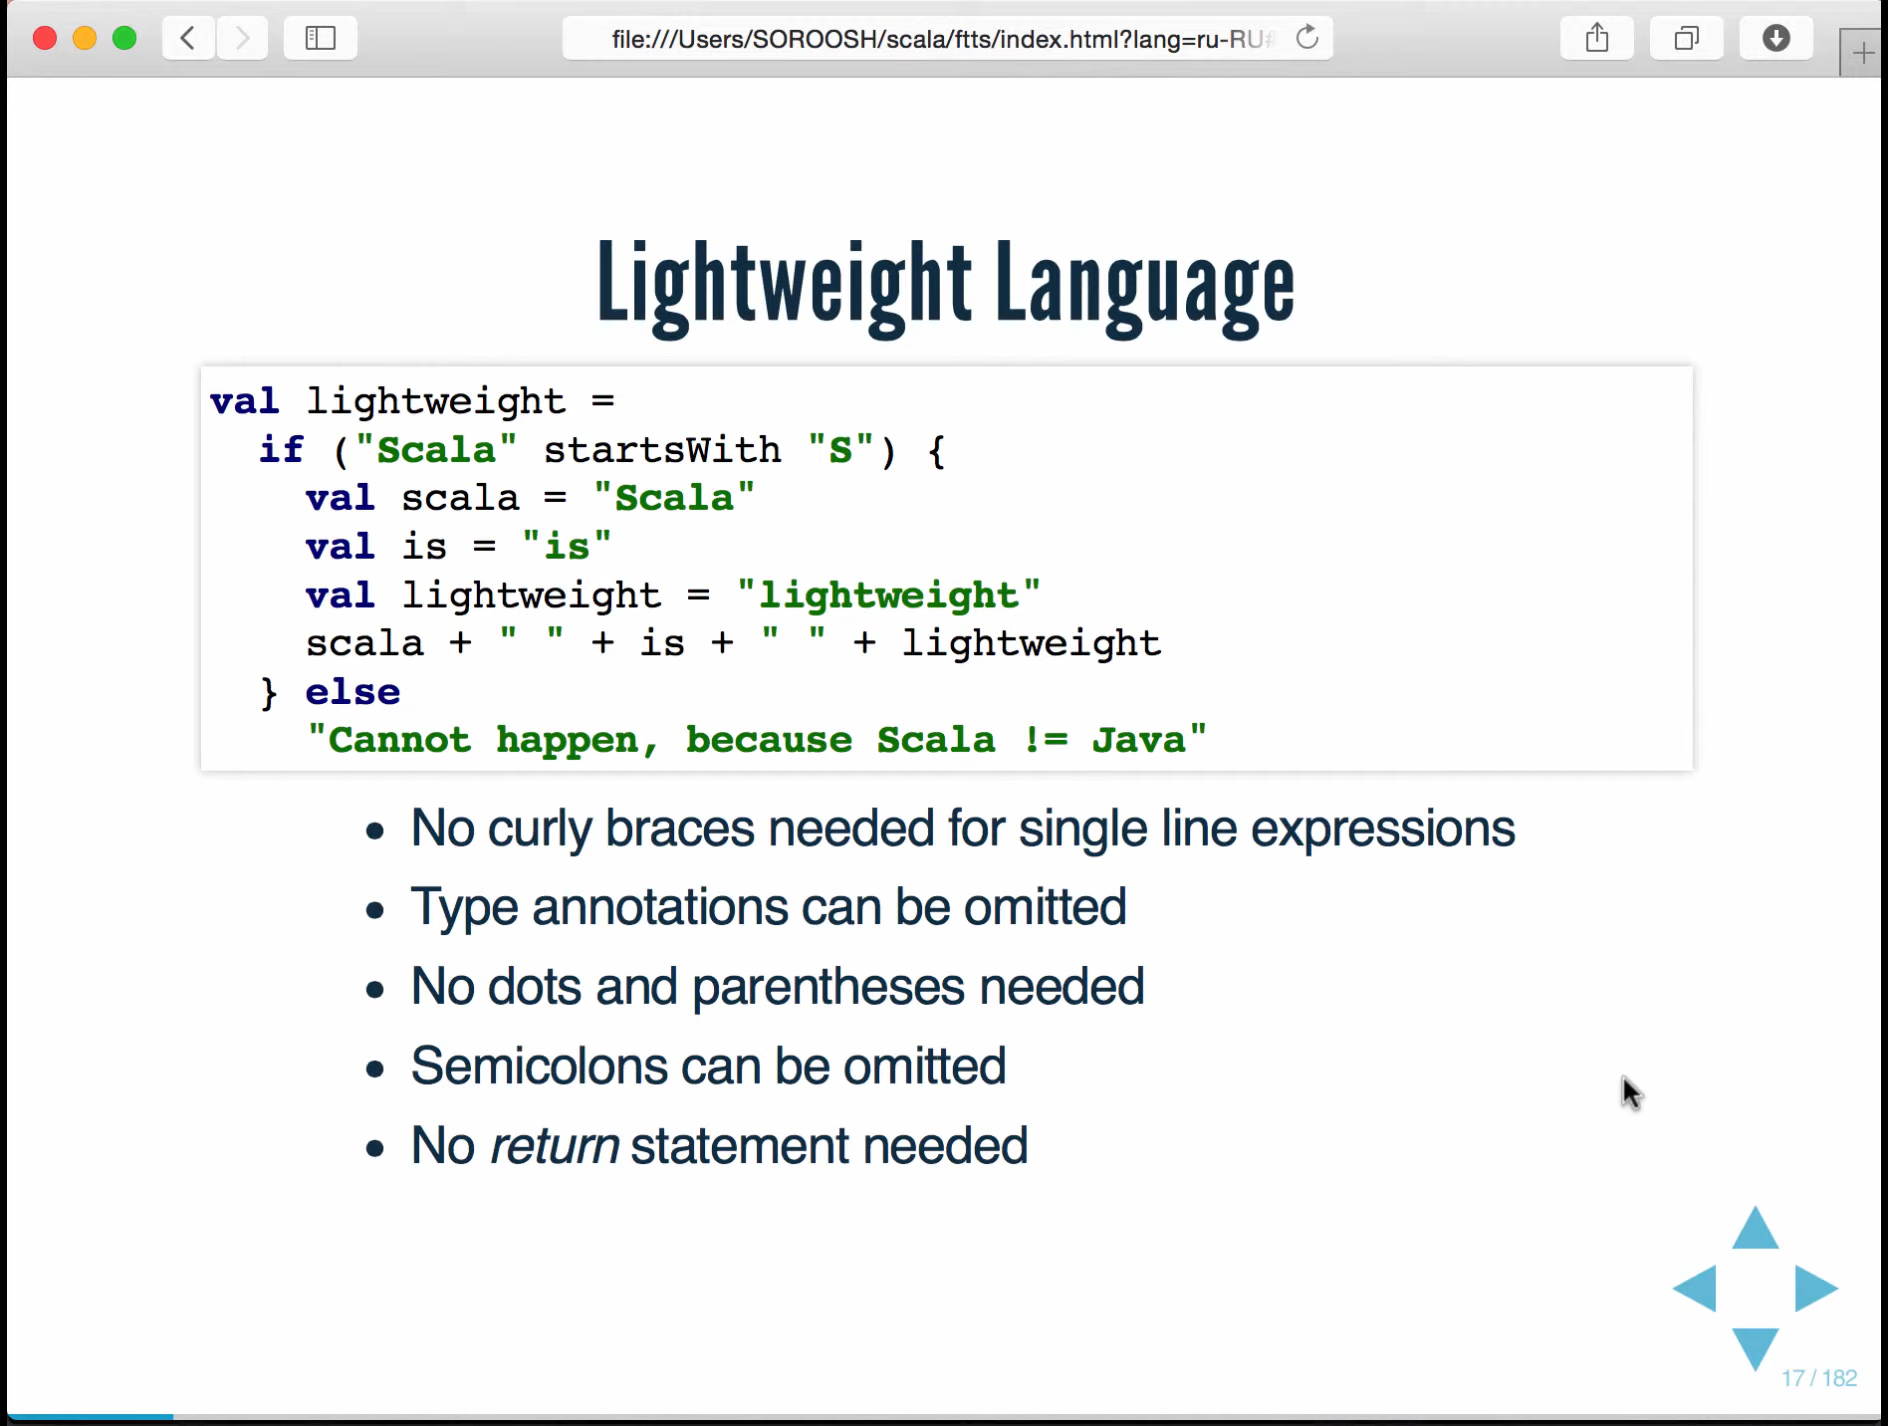 file:///Users/SOROOSH/scala/ftts/index.html?lang=ru-RU#
Lightweight Language
val lightweight =
  if ("Scala" startsWith "S") {
    val scala = "Scala"
    val is = "is"
    val lightweight = "lightweight"
    scala + " " + is + " " + lightweight
  } else
    "Cannot happen, because Scala != Java"
• No curly braces needed for single line expressions
• Type annotations can be omitted
• No dots and parentheses needed
• Semicolons can be omitted
• No return statement needed
17 / 182